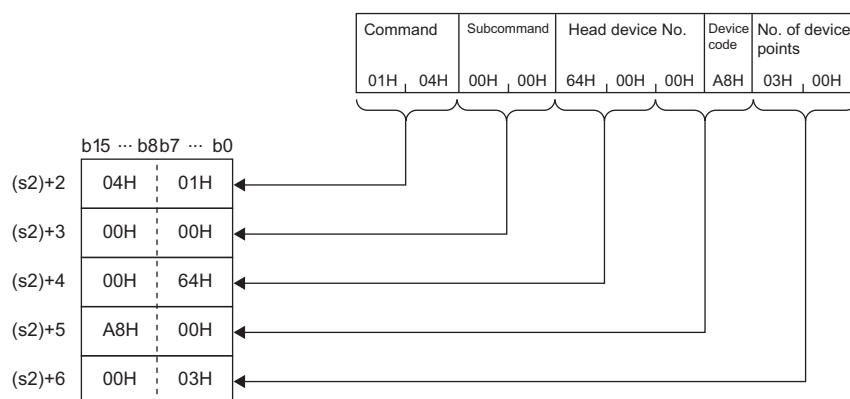 Command Subcommand Head device No. Device code No. of device points
01H 04H 00H 00H 64H 00H 00H A8H 03H 00H
b15 ··· b8 b7 ··· b0
(s2)+2 04H 01H
(s2)+3 00H 00H
(s2)+4 00H 64H
(s2)+5 A8H 00H
(s2)+6 00H 03H